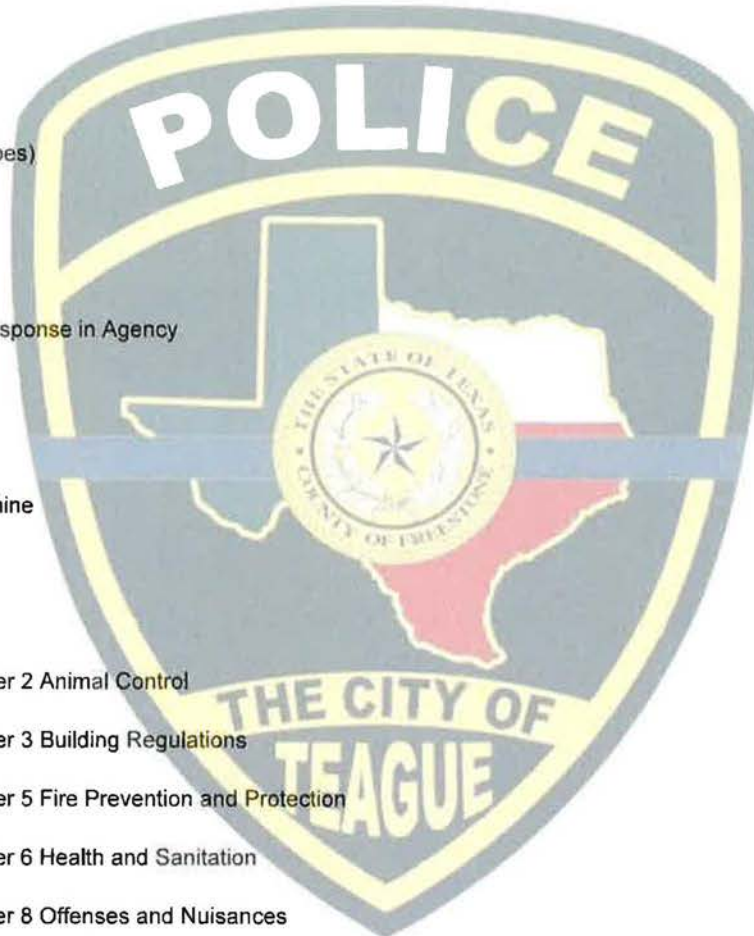 POLICE
pes)
sponse in Agency
THE STATE OF TEXAS
COUNTY OF FREESTONE
nine
er 2 Animal Control
THE CITY OF
er 3 Building Regulations
TEAGUE
er 5 Fire Prevention and Protection
er 6 Health and Sanitation
er 8 Offenses and Nuisances